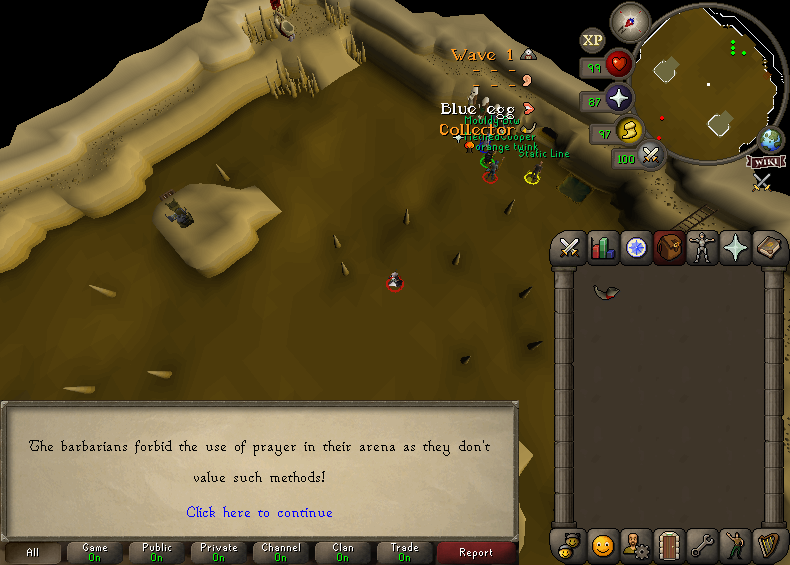 Wave 1
XP
99
Blue egg
87
Collector
Static Line
orange twink
97
100
WIKI
The barbarians forbid the use of prayer in their arena as they don't
value such methods!
Click here to continue
All
Game
On
Public
On
Private
On
Channel
On
Clan
On
Trade
On
Report